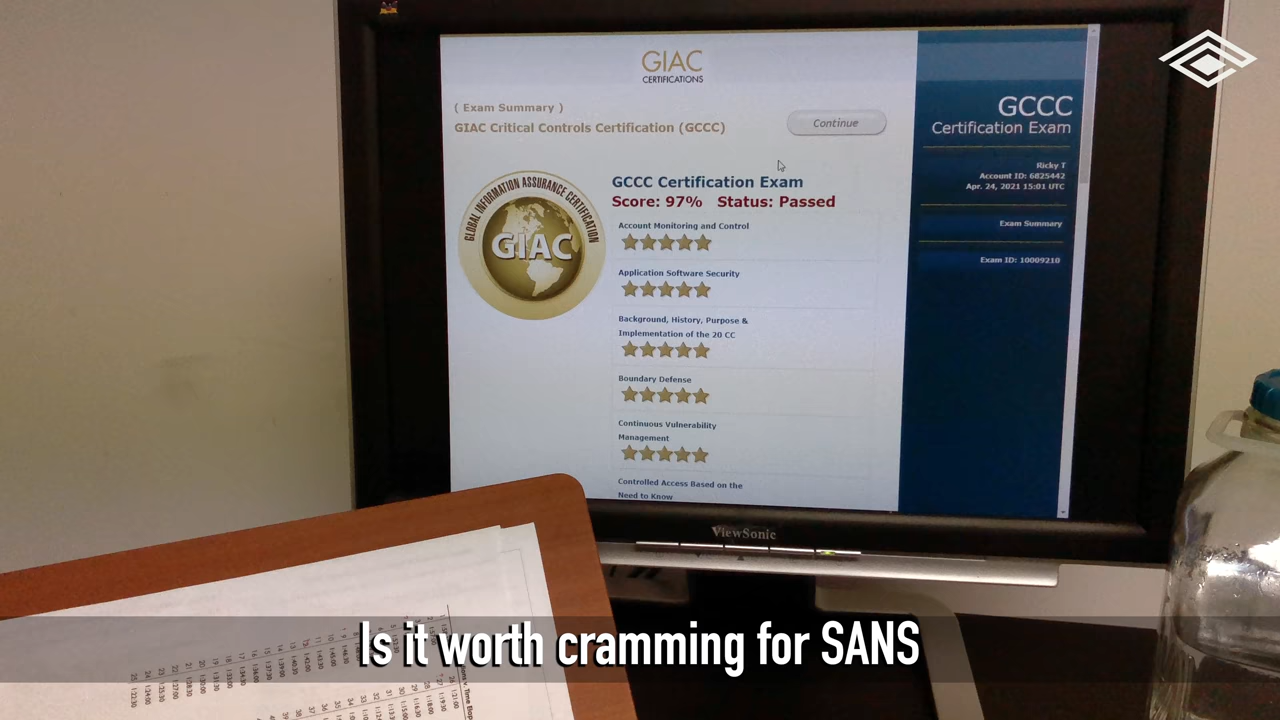 GIAC
CERTIFICATIONS
( Exam Summary )
GIAC Critical Controls Certification (GCCC)
Continue
GCCC
Certification Exam
Ricky T
Account ID: 6825442
Apr. 24, 2021 15:01 UTC
Exam Summary
Exam ID: 10009210
GLOBAL INFORMATION ASSURANCE CERTIFICATION
GIAC
GCCC Certification Exam
Score: 97% Status: Passed
Account Monitoring and Control
Application Software Security
Background, History, Purpose &
Implementation of the 20 CC
Boundary Defense
Continuous Vulnerability
Management
Controlled Access Based on the
Need to Know
ViewSonic
Is it worth cramming for SANS